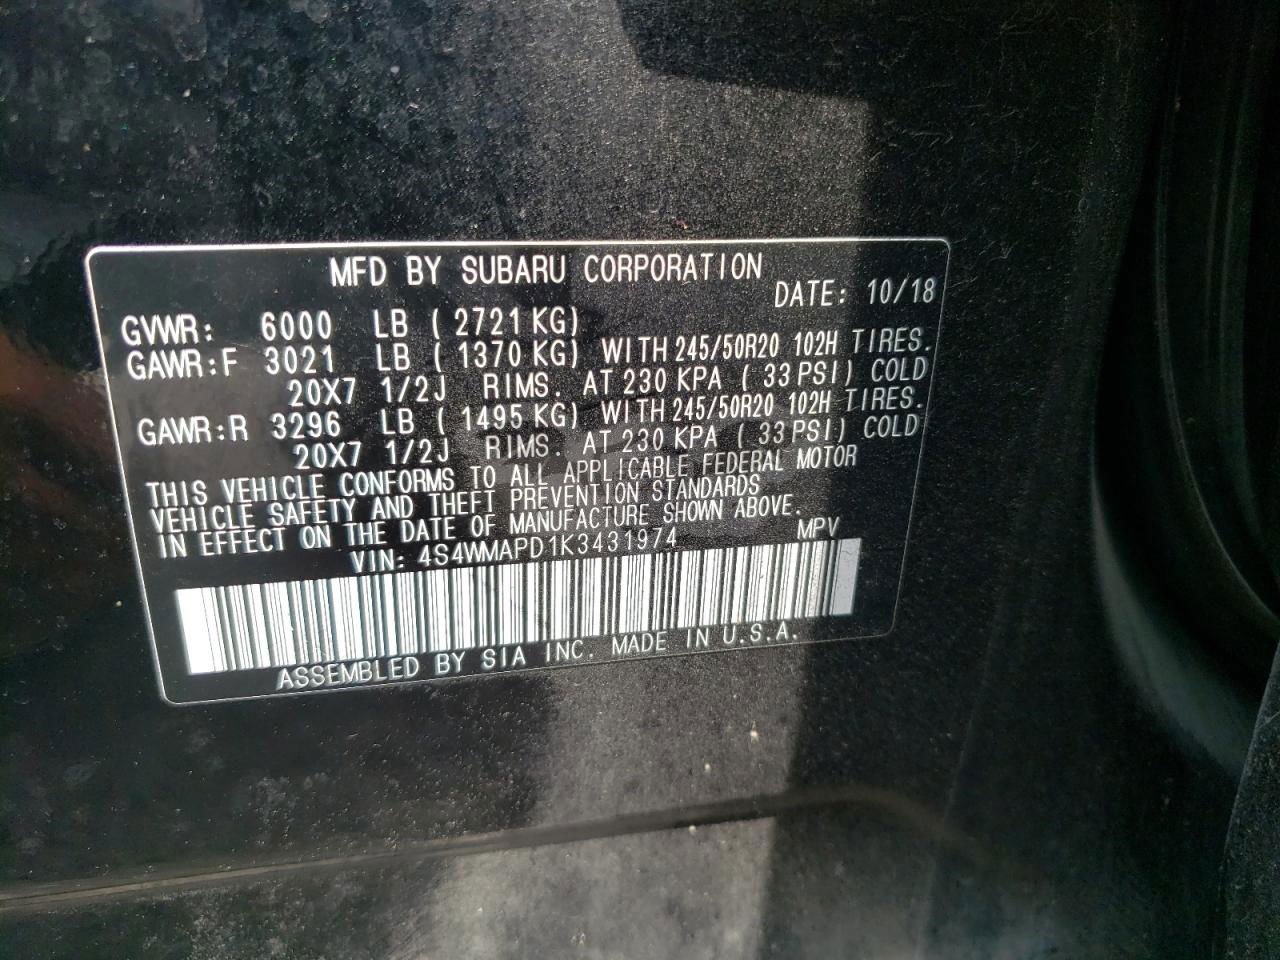 MFD BY SUBARU CORPORATION
DATE: 10/18
GVWR: 6000 LB ( 2721 KG)
GAWR:F 3021 LB ( 1370 KG) WITH 245/50R20 102H TIRES.
20X7 1/2J RIMS. AT 230 KPA ( 33 PSI) COLD
GAWR:R 3296 LB ( 1495 KG) WITH 245/50R20 102H TIRES.
20X7 1/2J RIMS. AT 230 KPA ( 33 PSI) COLD
THIS VEHICLE CONFORMS TO ALL APPLICABLE FEDERAL MOTOR
VEHICLE SAFETY AND THEFT PREVENTION STANDARDS
IN EFFECT ON THE DATE OF MANUFACTURE SHOWN ABOVE.
VIN: 4S4WMAPD1K3431974 MPV
ASSEMBLED BY SIA INC. MADE IN U.S.A.